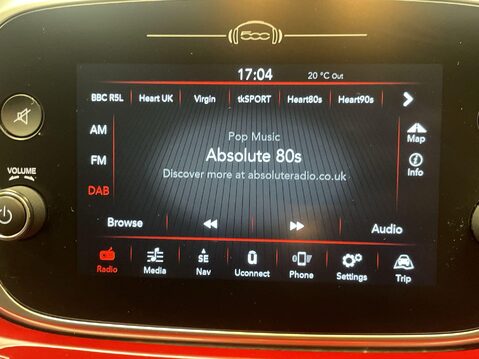 500
17:04 20 °C Out
BBC R5L Heart UK Virgin tkSPORT Heart80s Heart90s
AM
Map
Pop Music
FM
Absolute 80s
Info
Discover more at absoluteradio.co.uk
VOLUME
DAB
Browse Audio
SE
Radio Media Nav Uconnect Phone Settings Trip